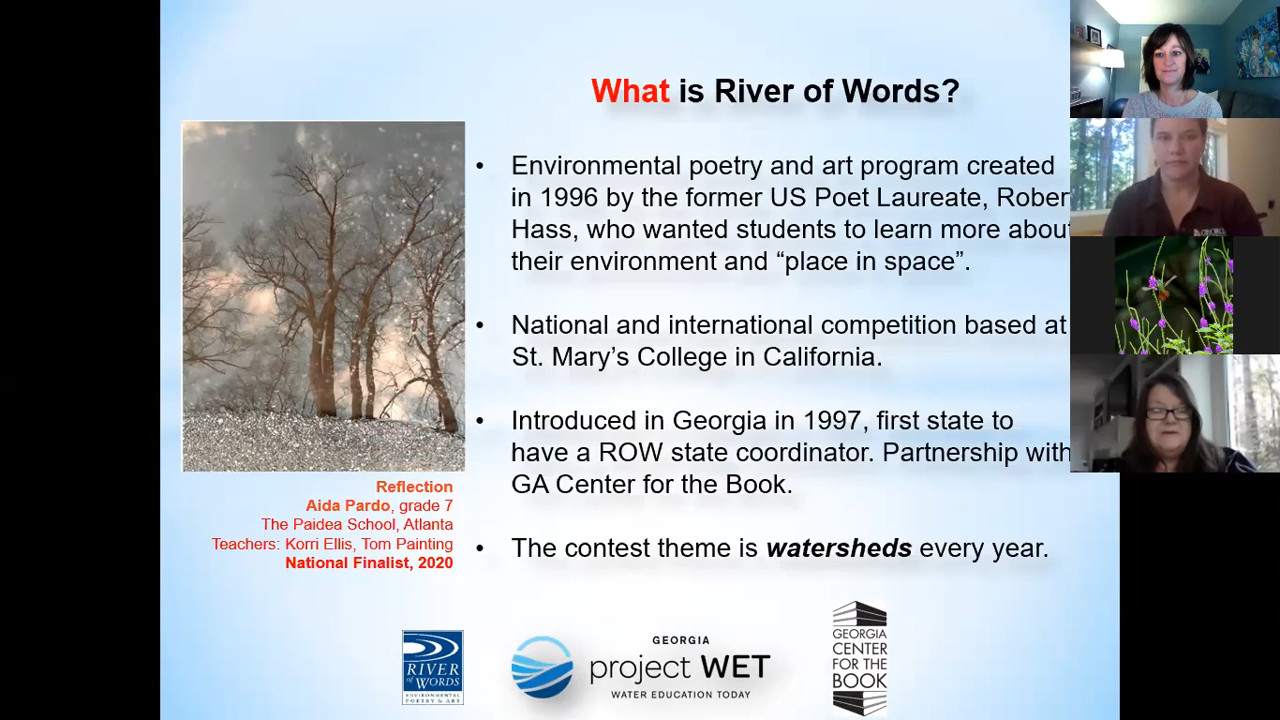 What is River of Words?
• Environmental poetry and art program created
in 1996 by the former US Poet Laureate, Rober
Hass, who wanted students to learn more abou
their environment and “place in space”.
• National and international competition based at
St. Mary’s College in California.
• Introduced in Georgia in 1997, first state to
have a ROW state coordinator. Partnership with
GA Center for the Book.
• The contest theme is watersheds every year.
Reflection
Aida Pardo, grade 7
The Paidea School, Atlanta
Teachers: Korri Ellis, Tom Painting
National Finalist, 2020
RIVER
of WORDS
ENVIRONMENTAL
POETRY & ART
GEORGIA
project WET
WATER EDUCATION TODAY
GEORGIA
CENTER
FOR THE
BOOK